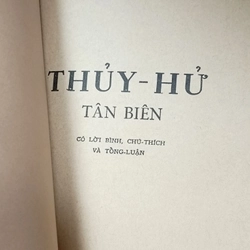 THỦY-HỬ
TÂN BIÊN
CÓ LỜI BÌNH, CHÚ-THÍCH
VÀ TỔNG-LUẬN